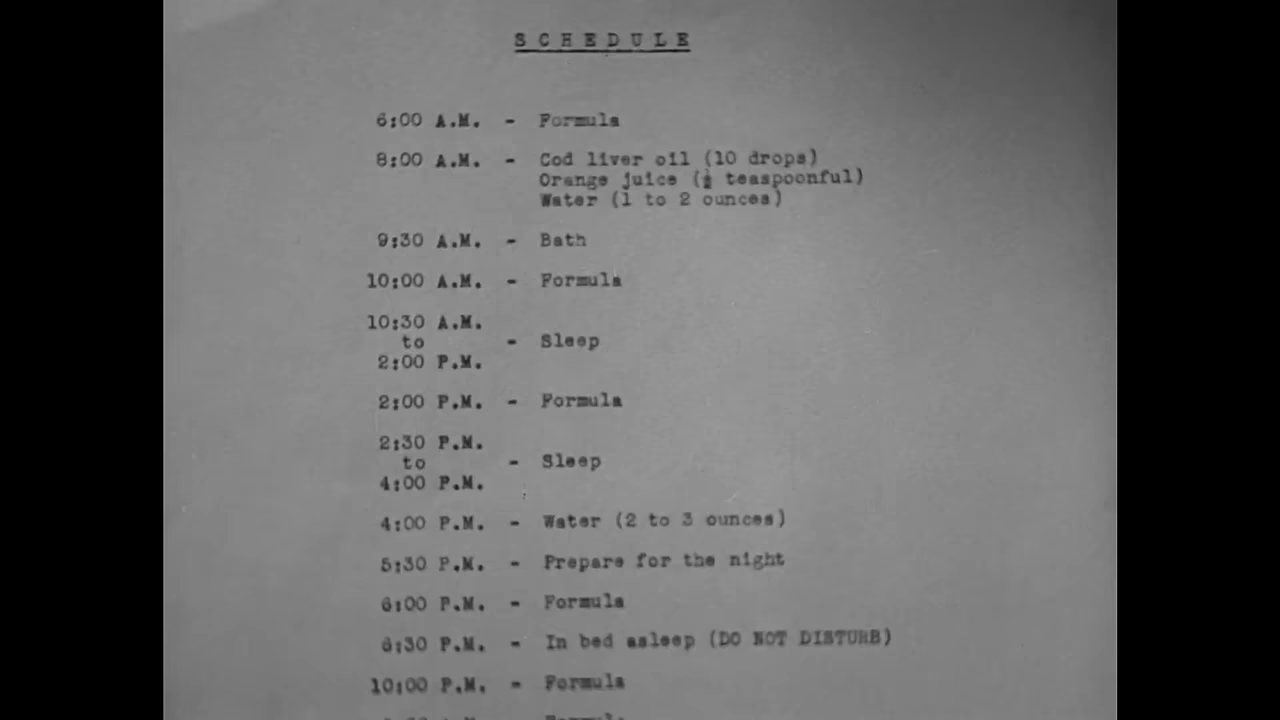 SCHEDULE
6:00 A.M. - Formula
8:00 A.M. - Cod liver oil (10 drops)
Orange juice (½ teaspoonful)
Water (1 to 2 ounces)
9:30 A.M. - Bath
10:00 A.M. - Formula
10:30 A.M.
to - Sleep
2:00 P.M.
2:00 P.M. - Formula
2:30 P.M.
to - Sleep
4:00 P.M.
4:00 P.M. - Water (2 to 3 ounces)
5:30 P.M. - Prepare for the night
6:00 P.M. - Formula
6:30 P.M. - In bed asleep (DO NOT DISTURB)
10:00 P.M. - Formula